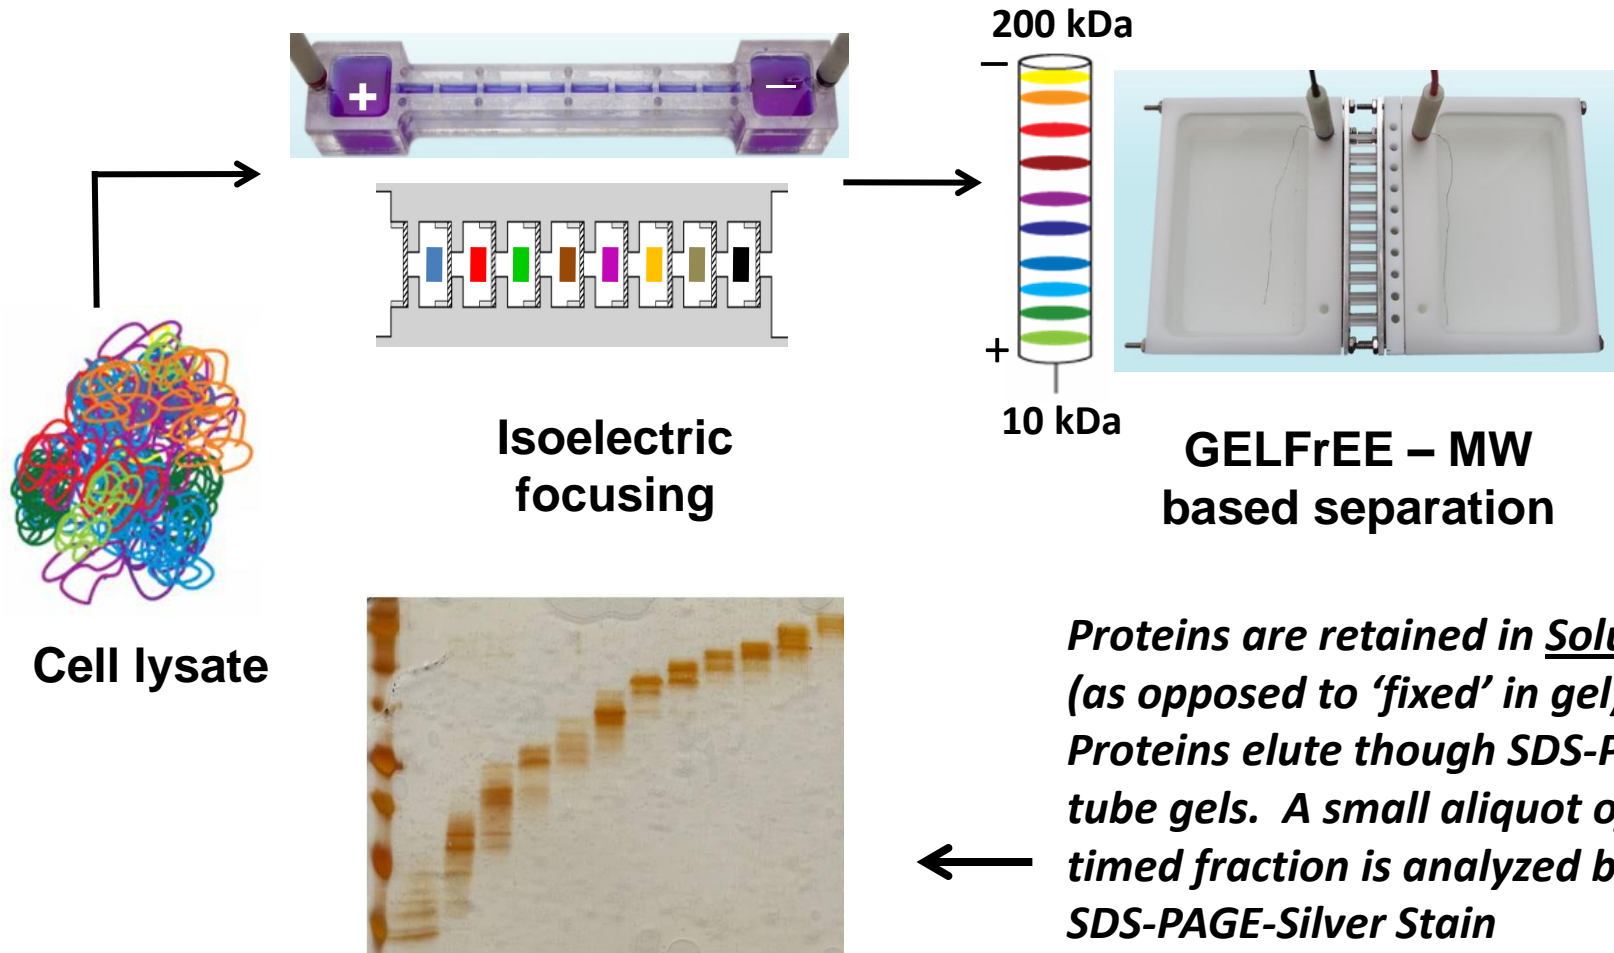 200 kDa
–
+
–
+
10 kDa
Isoelectric
focusing
GELFrEE – MW
based separation
Cell lysate
Proteins are retained in
(as opposed to ‘fixed’ in gel
Proteins elute though
tube gels. A small aliquot
timed fraction is analyzed
SDS-PAGE-Silver Stain